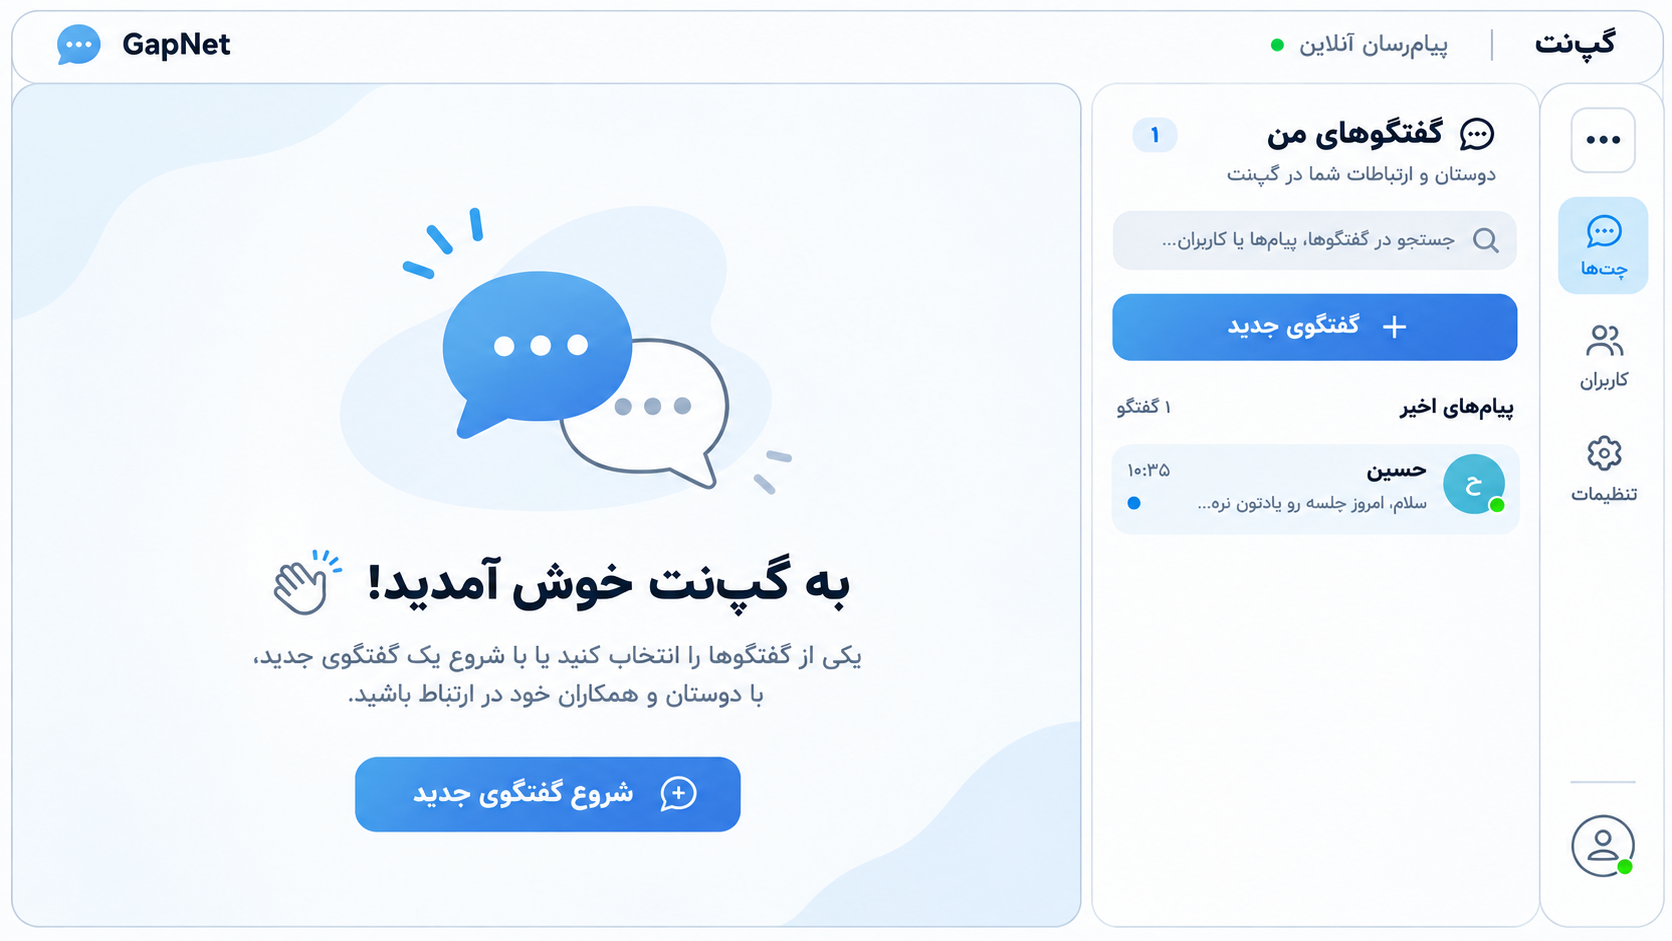 گپ‌نت
پیام‌رسان آنلاین
GapNet
چت‌ها
کاربران
تنظیمات
گفتگوهای من
۱
دوستان و ارتباطات شما در گپ‌نت
جستجو در گفتگوها، پیام‌ها یا کاربران...
گفتگوی جدید
پیام‌های اخیر
۱ گفتگو
ح
حسین
۱۰:۳۵
سلام، امروز جلسه رو یادتون نره...
به گپ‌نت خوش آمدید!
یکی از گفتگوها را انتخاب کنید یا با شروع یک گفتگوی جدید،
با دوستان و همکاران خود در ارتباط باشید.
شروع گفتگوی جدید